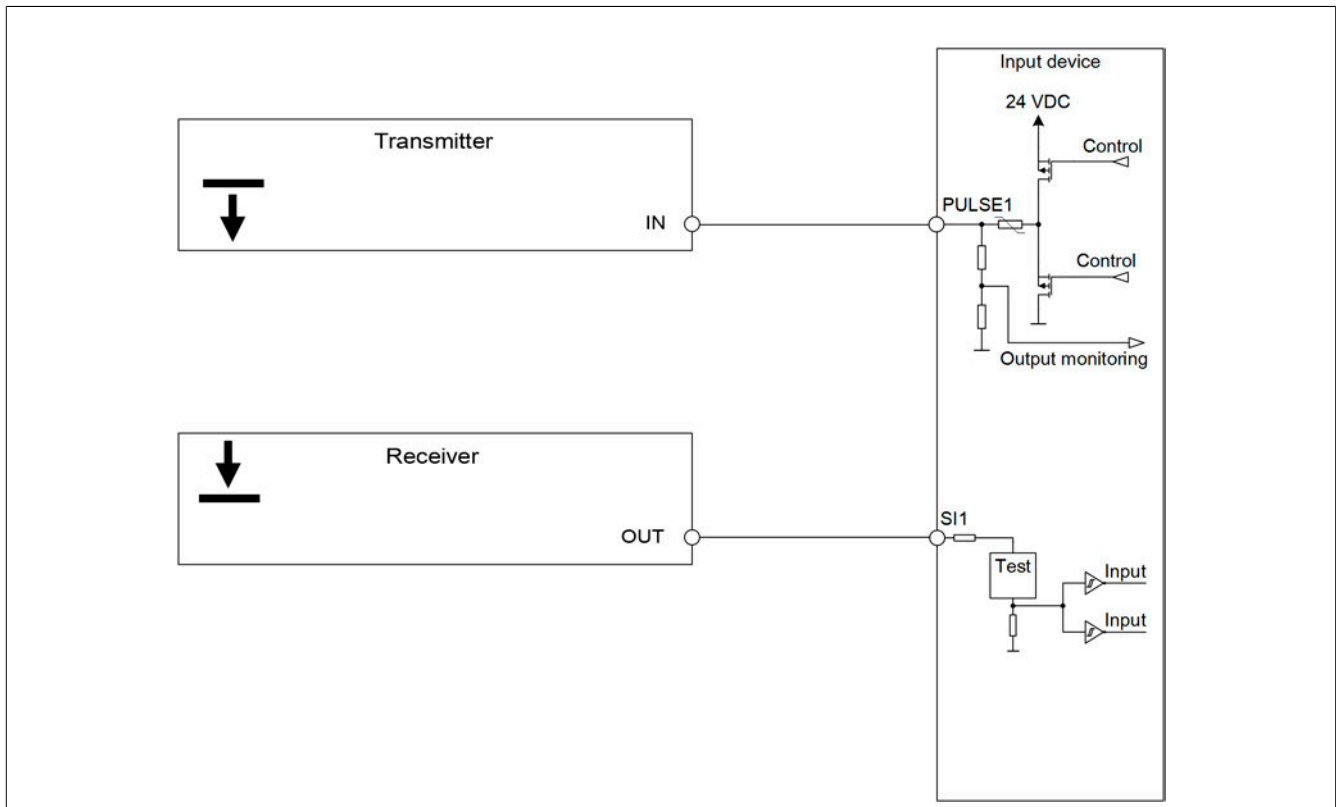 Input device
24 VDC
Transmitter
Control
PULSE1
IN
Control
Output monitoring
Receiver
SI1
OUT
Test
Input
Input